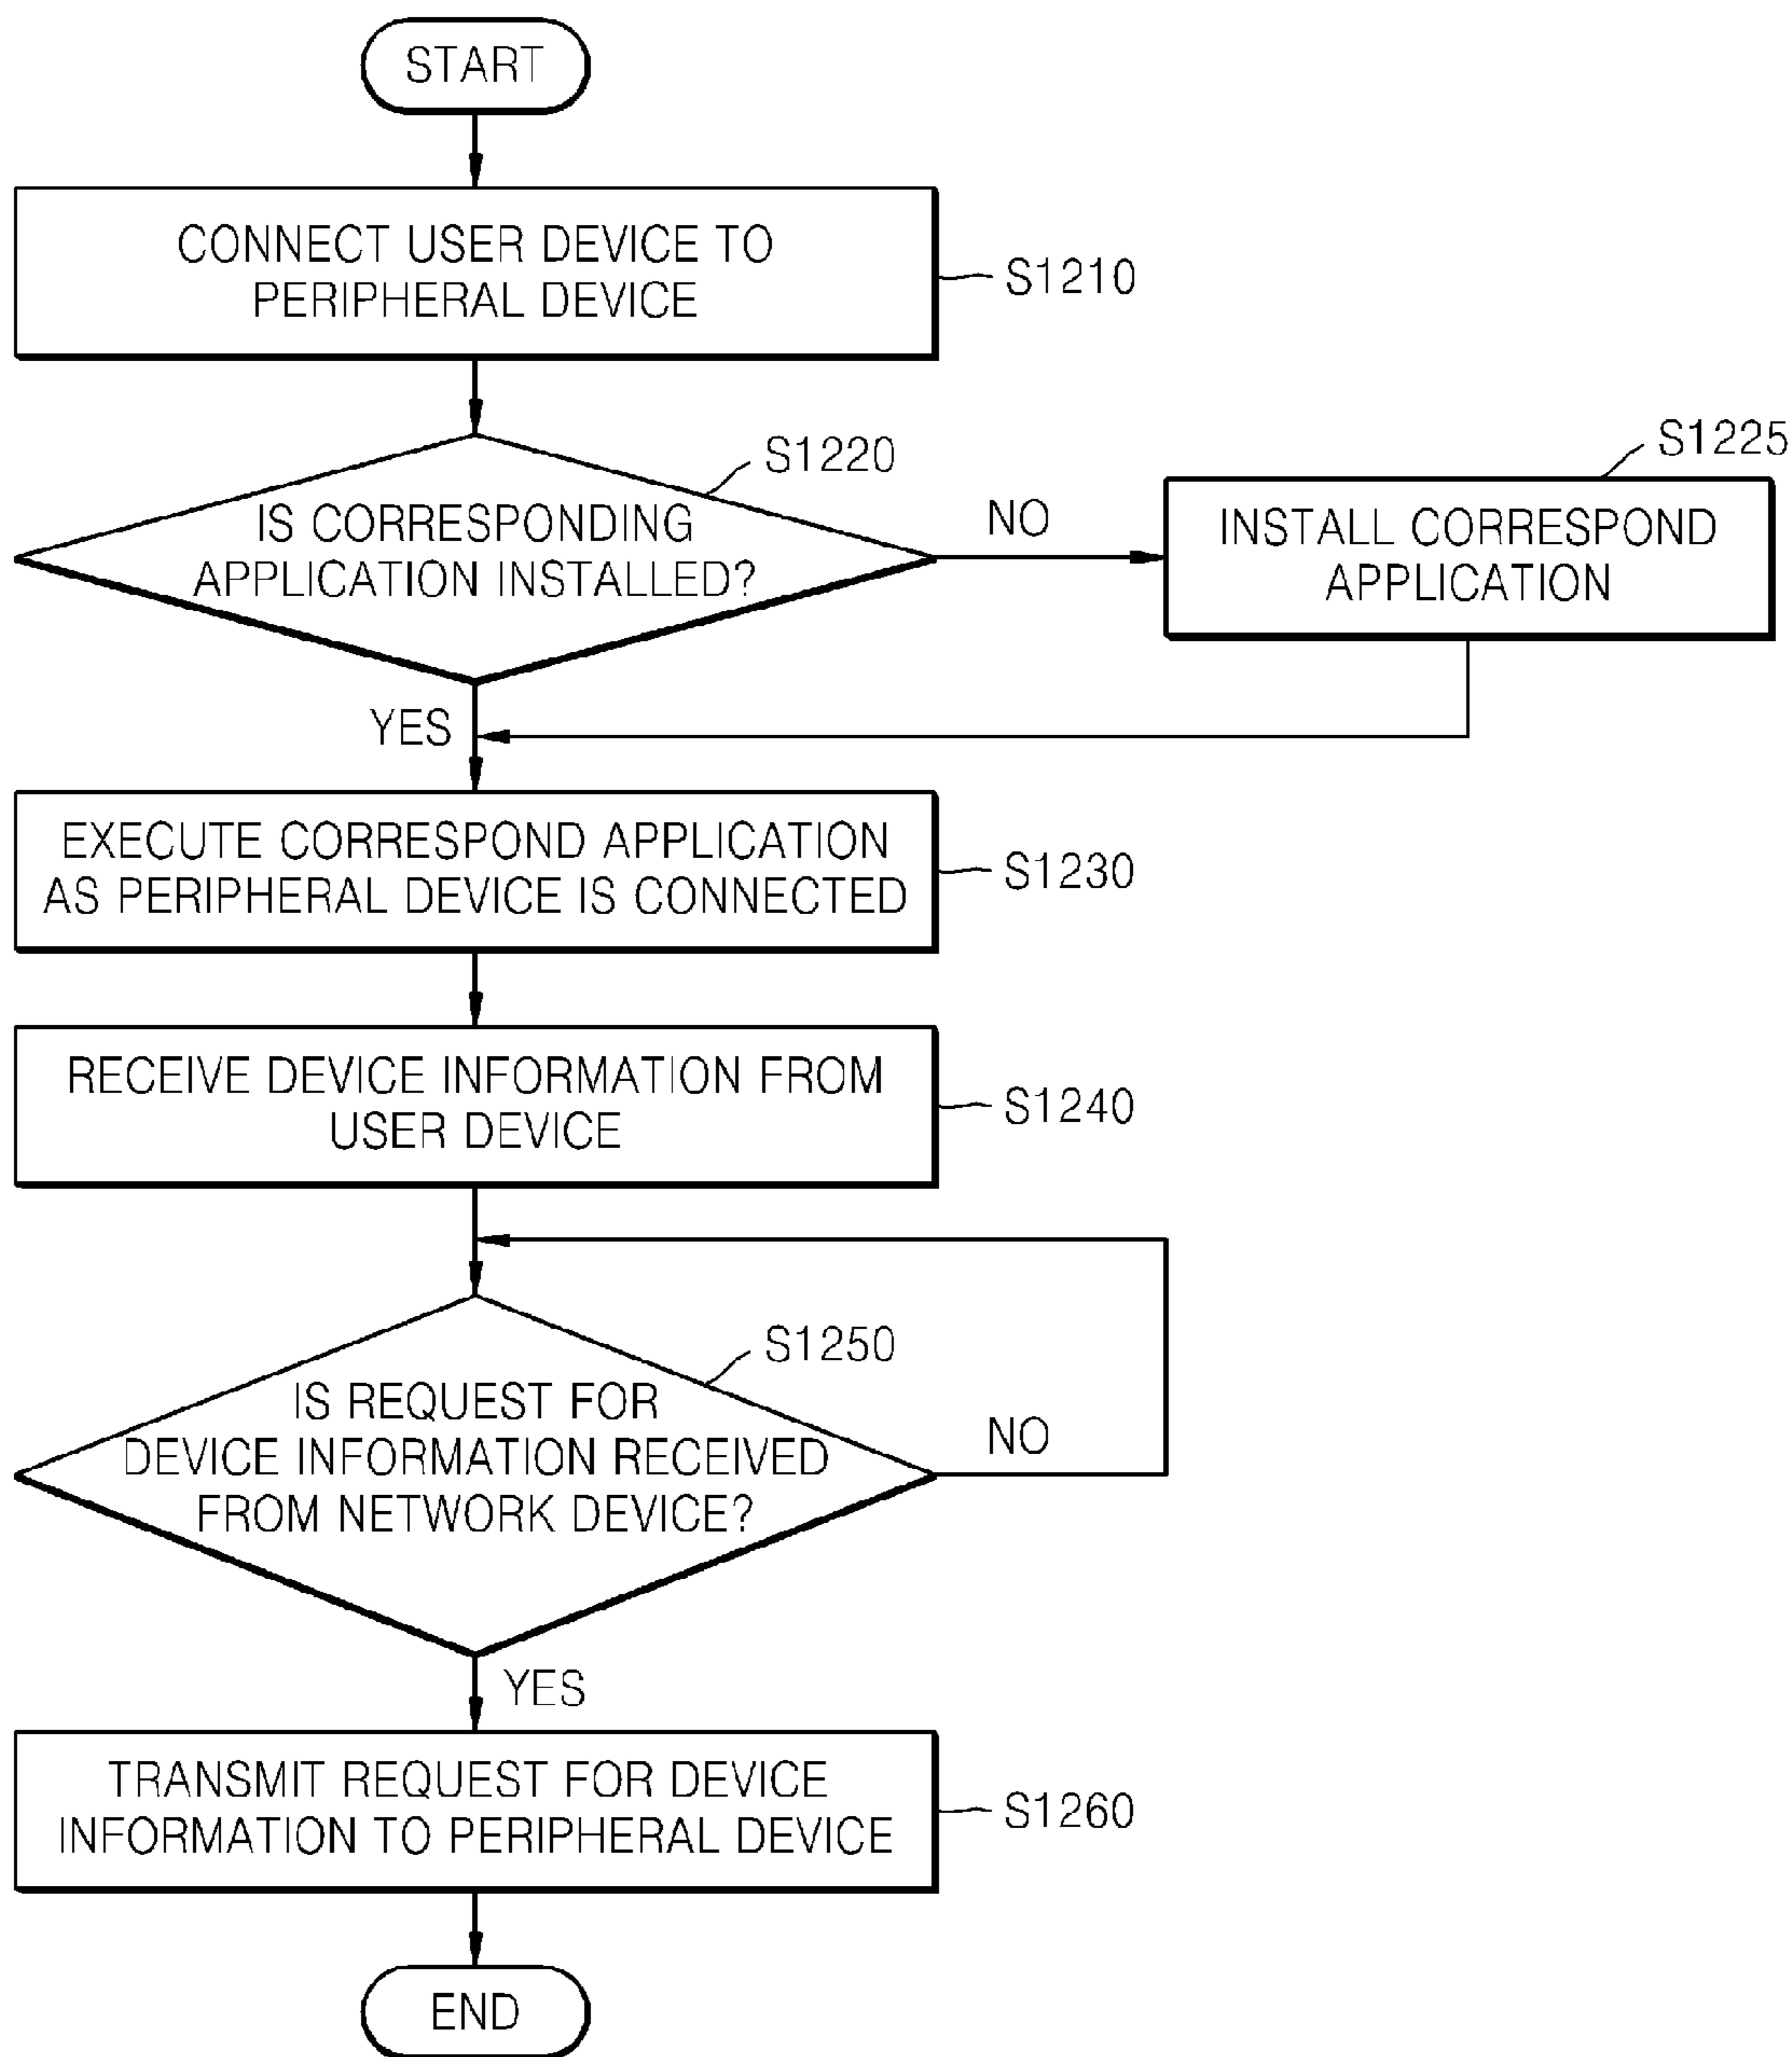 START
CONNECT USER DEVICE TO
PERIPHERAL DEVICE
S1210
S1220
IS CORRESPONDING
APPLICATION INSTALLED?
NO
S1225
INSTALL CORRESPOND
APPLICATION
YES
EXECUTE CORRESPOND APPLICATION
AS PERIPHERAL DEVICE IS CONNECTED
S1230
RECEIVE DEVICE INFORMATION FROM
USER DEVICE
S1240
S1250
IS REQUEST FOR
DEVICE INFORMATION RECEIVED
FROM NETWORK DEVICE?
NO
YES
TRANSMIT REQUEST FOR DEVICE
INFORMATION TO PERIPHERAL DEVICE
S1260
END